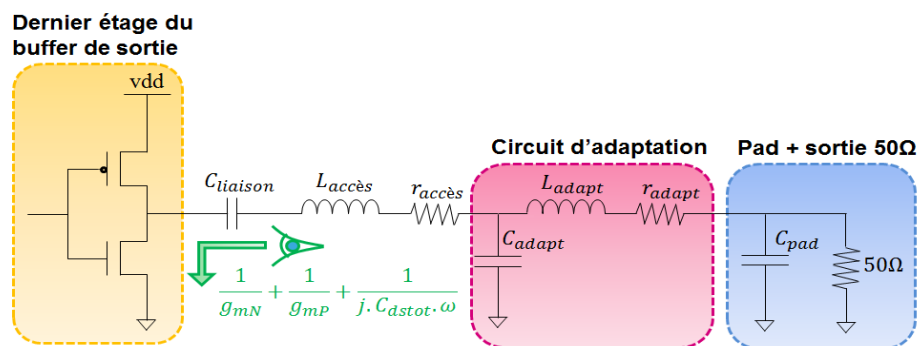 Dernier étage du
buffer de sortie
vdd
C_liaison
L_accès
r_accès
Circuit d'adaptation
L_adapt
r_adapt
C_adapt
Pad + sortie 50Ω
C_pad
50Ω
1/g_mN + 1/g_mP + 1/j.C_dstot.ω